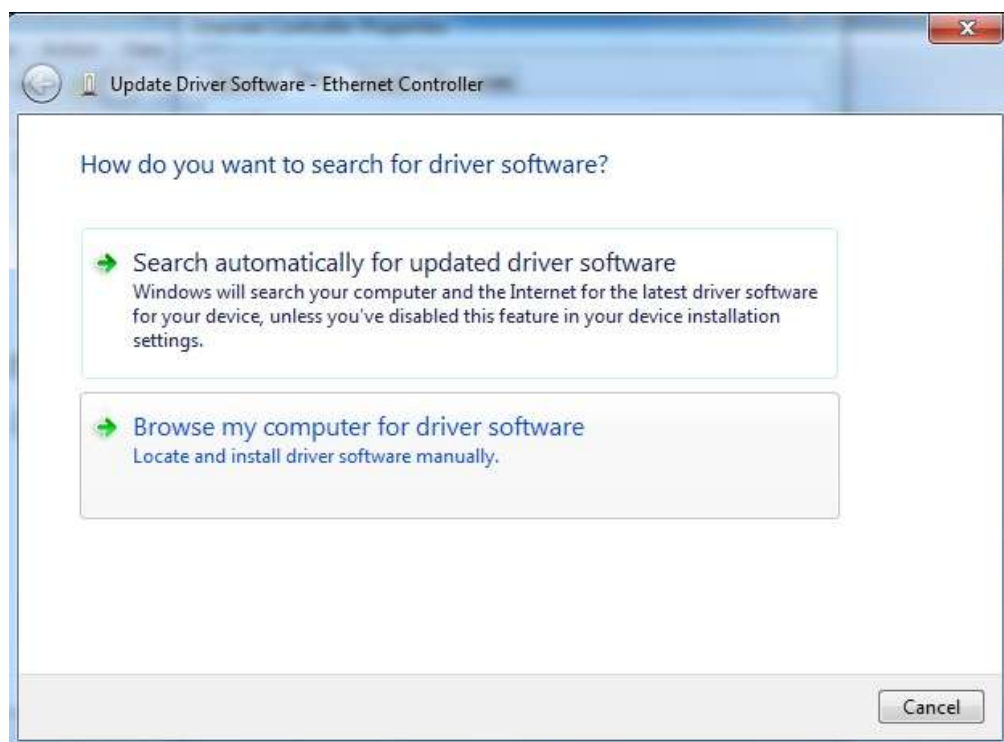 Update Driver Software - Ethernet Controller
How do you want to search for driver software?
Search automatically for updated driver software
Windows will search your computer and the Internet for the latest driver software
for your device, unless you've disabled this feature in your device installation
settings.
Browse my computer for driver software
Locate and install driver software manually.
Cancel